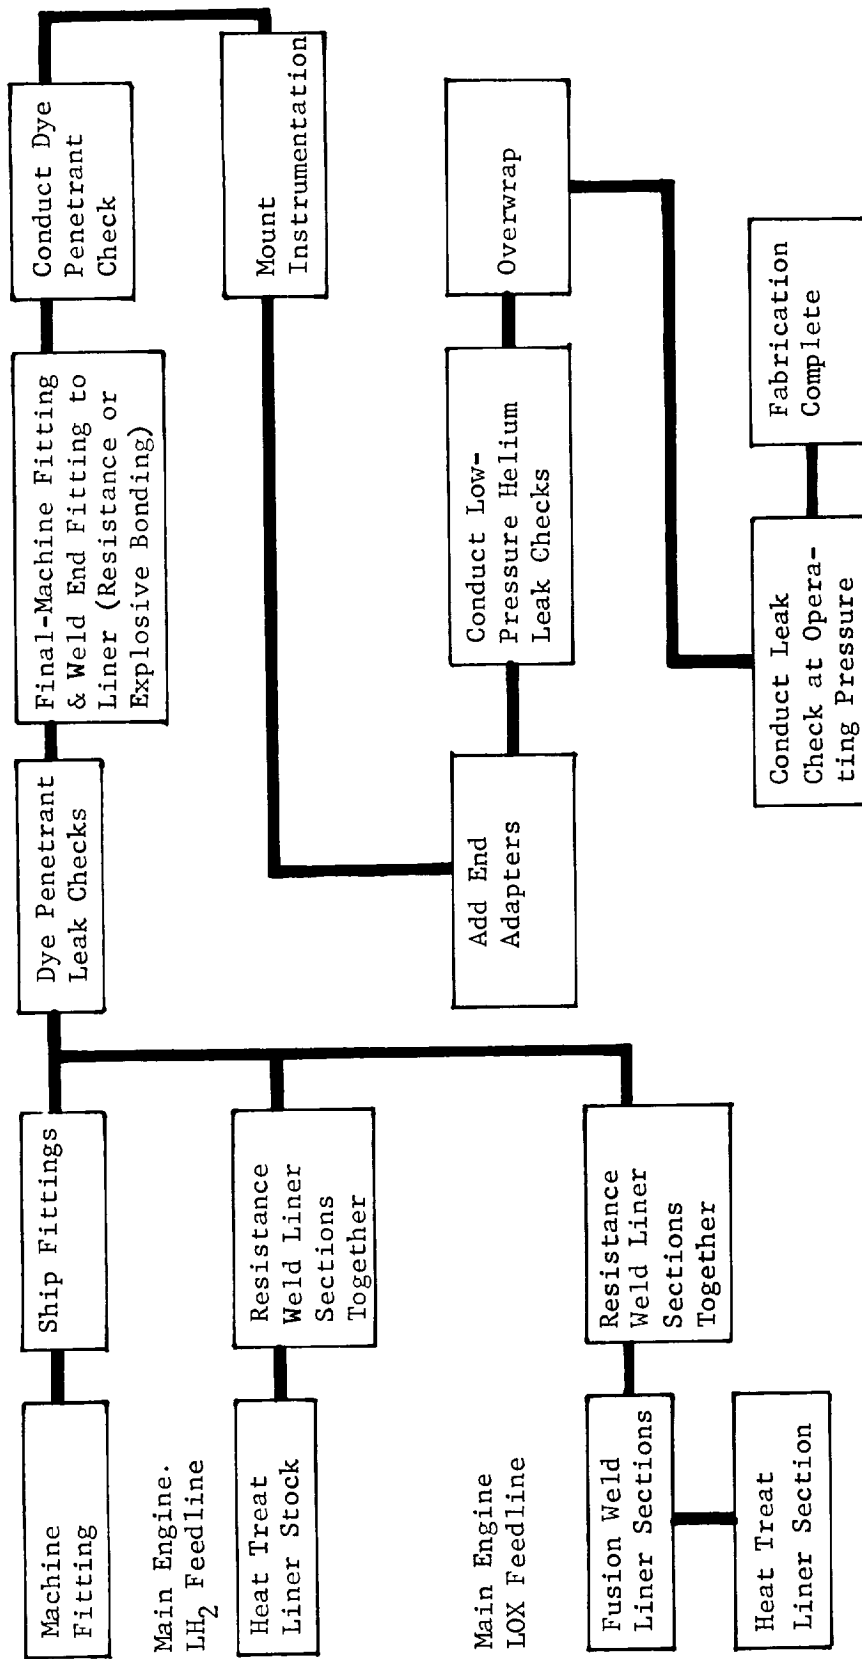 Machine
Fitting
Ship Fittings
Dye Penetrant
Leak Checks
Final-Machine Fitting
& Weld End Fitting to
Liner (Resistance or
Explosive Bonding)
Conduct Dye
Penetrant
Check
Mount
Instrumentation
Main Engine.
LH₂ Feedline
Heat Treat
Liner Stock
Resistance
Weld Liner
Sections
Together
Add End
Adapters
Conduct Low-
Pressure Helium
Leak Checks
Overwrap
Main Engine
LOX Feedline
Fusion Weld
Liner Sections
Resistance
Weld Liner
Sections
Together
Heat Treat
Liner Section
Conduct Leak
Check at Opera-
ting Pressure
Fabrication
Complete